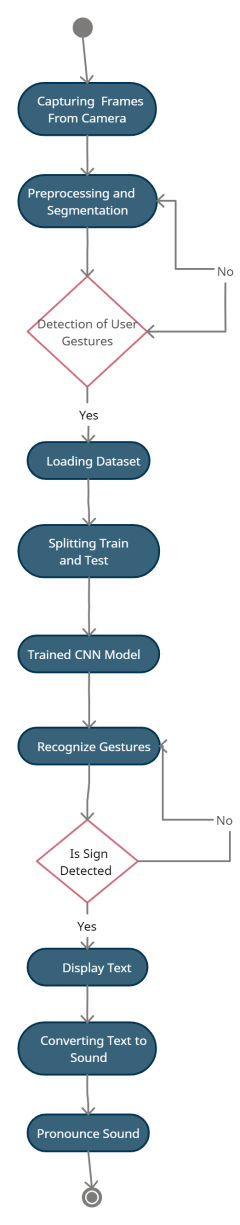 Capturing Frames
From Camera
Preprocessing and
Segmentation
No
Detection of User
Gestures
Yes
Loading Dataset
Splitting Train
and Test
Trained CNN Model
Recognize Gestures
No
Is Sign
Detected
Yes
Display Text
Converting Text to
Sound
Pronounce Sound